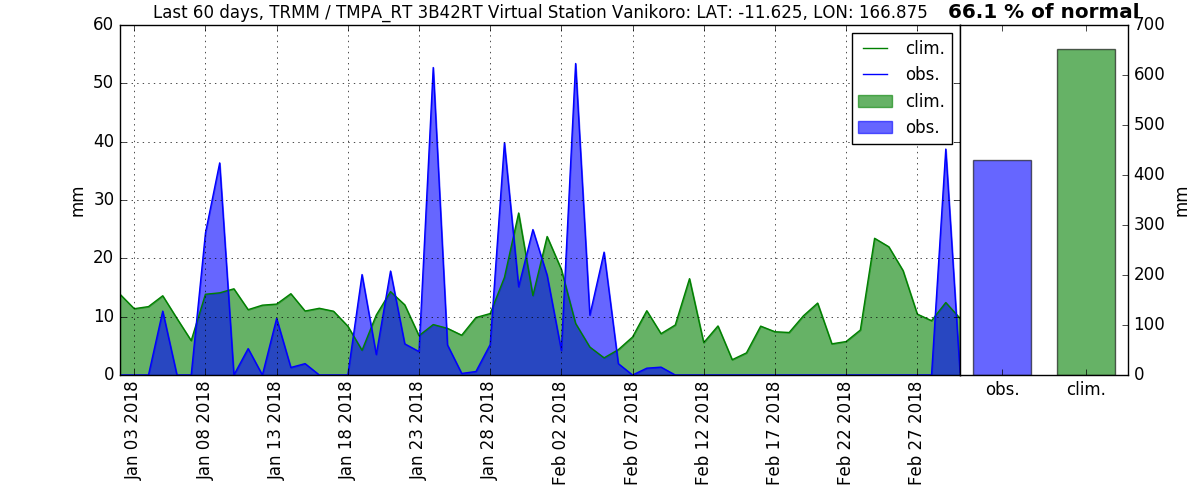 Last 60 days, TRMM / TMPA_RT 3B42RT Virtual Station Vanikoro: LAT: -11.625, LON: 166.875
66.1 % of normal
60
50
40
30
20
10
0
mm
clim.
obs.
clim.
obs.
700
600
500
400
300
200
100
0
mm
Jan 03 2018
Jan 08 2018
Jan 13 2018
Jan 18 2018
Jan 23 2018
Jan 28 2018
Feb 02 2018
Feb 07 2018
Feb 12 2018
Feb 17 2018
Feb 22 2018
Feb 27 2018
obs.
clim.